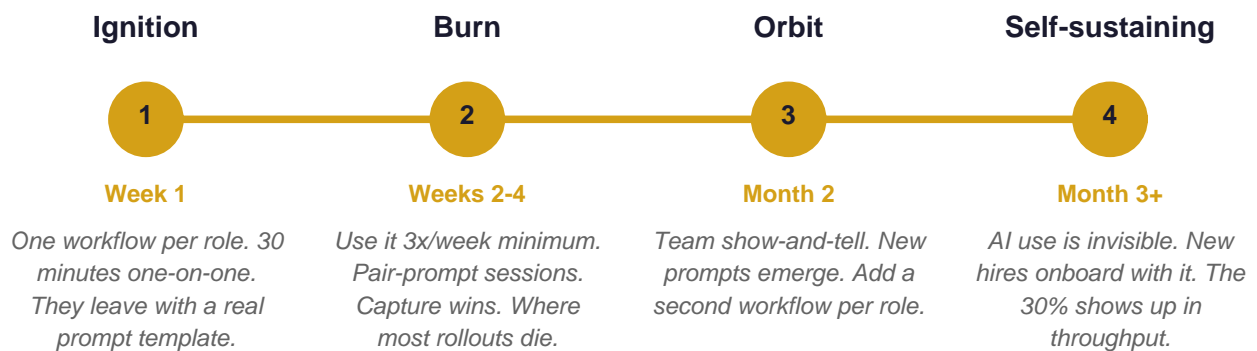 Ignition
Burn
Orbit
Self-sustaining
1
2
3
4
Week 1
Weeks 2-4
Month 2
Month 3+
One workflow per role. 30
minutes one-on-one.
They leave with a real
prompt template.
Use it 3x/week minimum.
Pair-prompt sessions.
Capture wins. Where
most rollouts die.
Team show-and-tell. New
prompts emerge. Add a
second workflow per role.
AI use is invisible. New
hires onboard with it. The
30% shows up in
throughput.